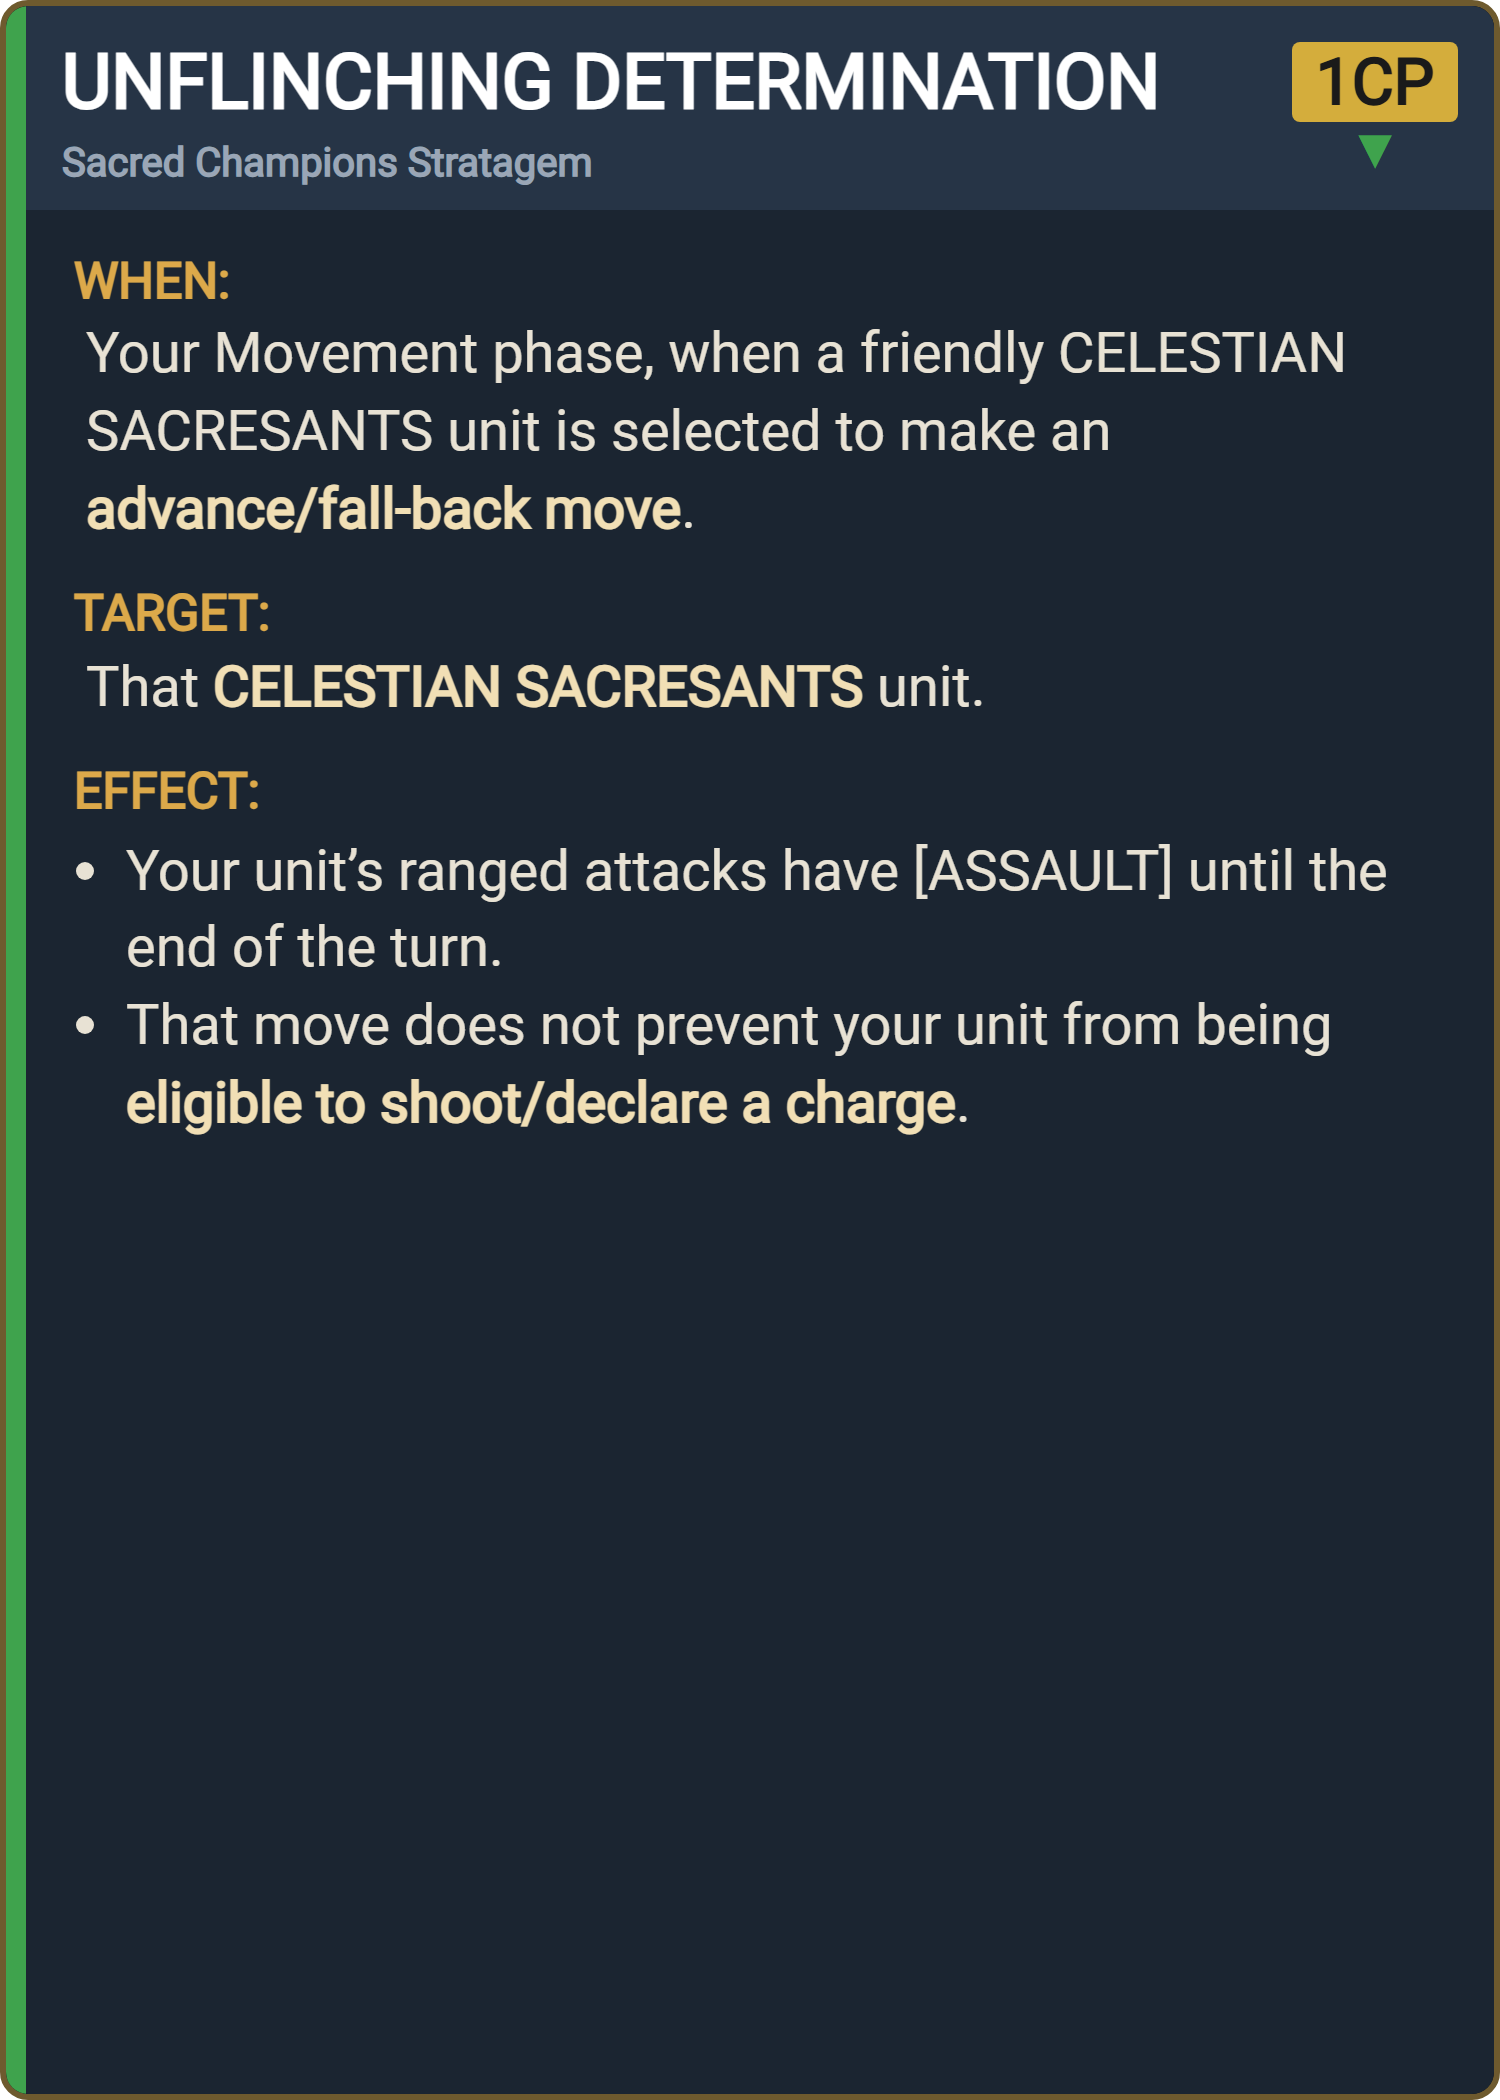 UNFLINCHING DETERMINATION
1CP
Sacred Champions Stratagem
WHEN:
Your Movement phase, when a friendly CELESTIAN
SACRESANTS unit is selected to make an
advance/fall-back move.
TARGET:
That CELESTIAN SACRESANTS unit.
EFFECT:
• Your unit’s ranged attacks have [ASSAULT] until the
end of the turn.
• That move does not prevent your unit from being
eligible to shoot/declare a charge.